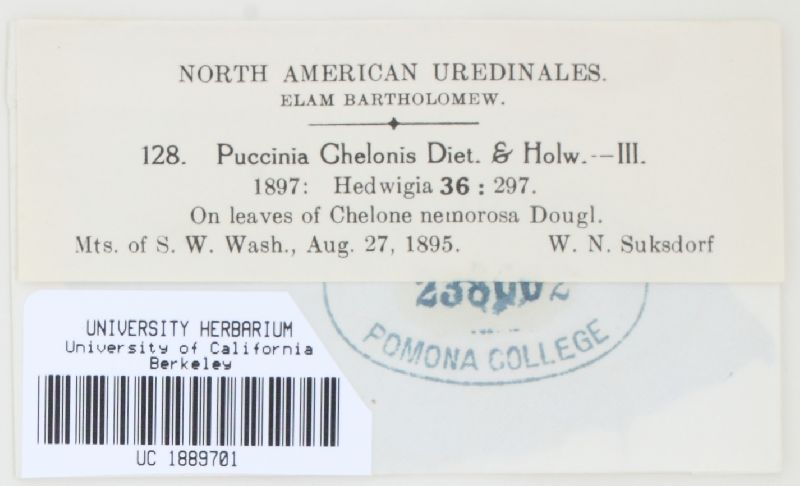 NORTH AMERICAN UREDINALES.
ELAM BARTHOLOMEW.
128. Puccinia Chelonis Diet. & Holw.--III.
1897: Hedwigia 36 : 297.
On leaves of Chelone nemorosa Dougl.
Mts. of S. W. Wash., Aug. 27, 1895. W. N. Suksdorf
POMONA COLLEGE
UNIVERSITY HERBARIUM
University of California
Berkeley
UC 1889701